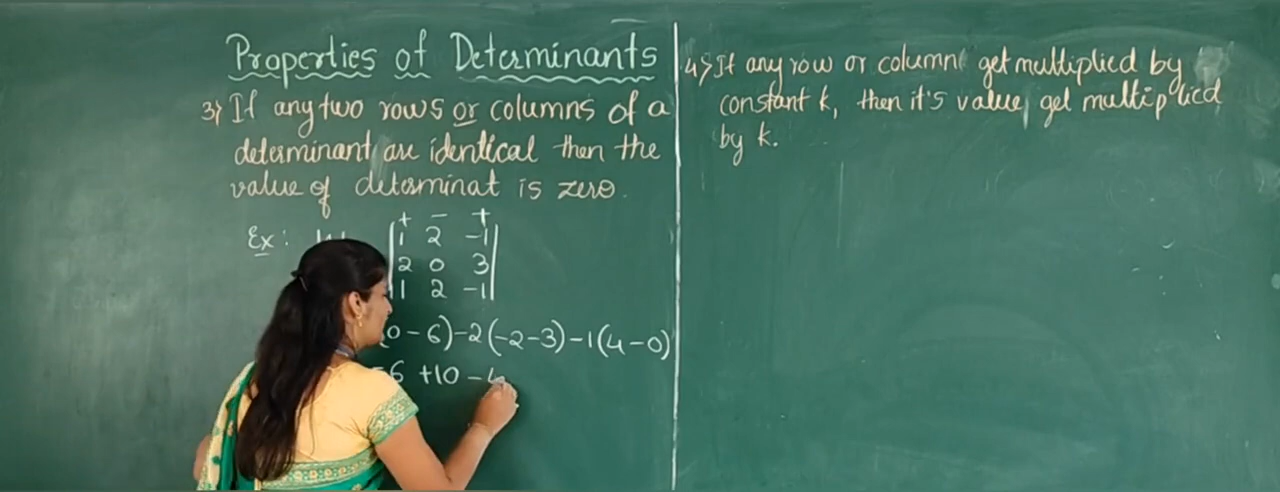 Properties of Determinants
3) If any two rows or columns of a
determinant are identical then the
value of determinat is zero.
Ex:
+ − +
1 2 -1
2 0 3
1 2 -1
0-6)-2(-2-3)-1(4-0)
-6 +10 -4
4) If any row or column get multiplied by
constant k, then it's value get multiplied
by k.